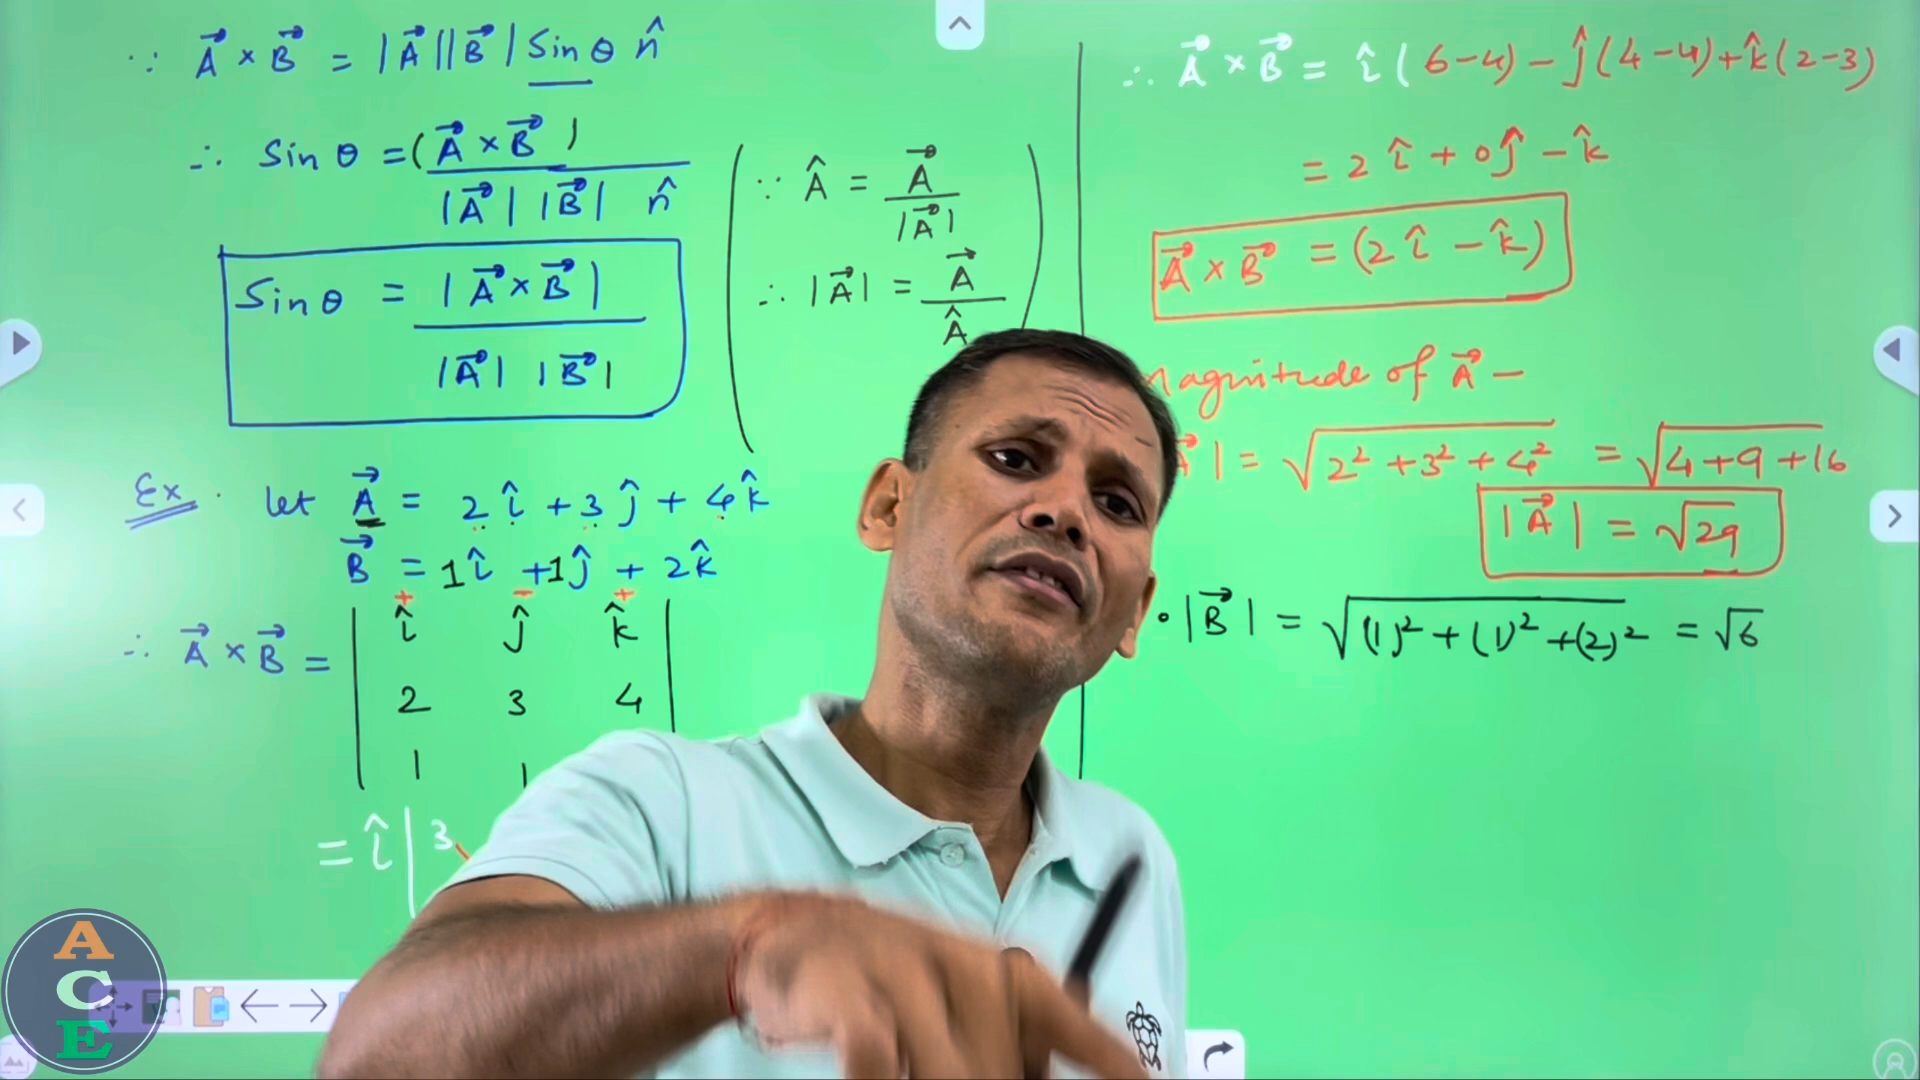 ∵ A⃗ × B⃗ = |A⃗||B⃗| Sin θ n̂
∴ Sin θ = (A⃗ × B⃗) / |A⃗| |B⃗| n̂
Sin θ = |A⃗ × B⃗| / |A⃗| |B⃗|
∵ Â = A⃗ / |A⃗|
∴ |A⃗| = A⃗ / Â
Ex. let A⃗ = 2î + 3ĵ + 4k̂
B⃗ = 1î + 1ĵ + 2k̂
+ − +
∴ A⃗ × B⃗ = | î ĵ k̂ |
2 3 4
1 1
= î | 3
∴ A⃗ × B⃗ = î(6-4) - ĵ(4-4) + k̂(2-3)
= 2î + 0ĵ - k̂
A⃗ × B⃗ = (2î - k̂)
of A⃗ –
| = √2² + 3² + 4² = √4+9+16
|A⃗| = √29
• |B⃗| = √(1)² + (1)² + (2)² = √6
A
C
E